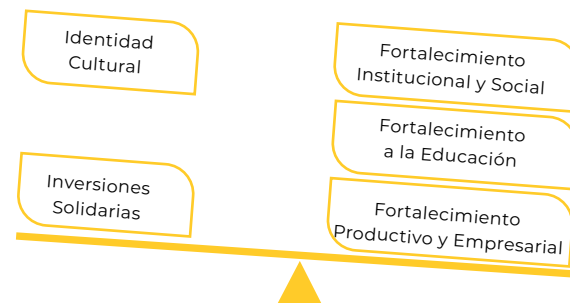 Identidad
Cultural
Fortalecimiento
Institucional y Social
Fortalecimiento
a la Educación
Inversiones
Solidarias
Fortalecimiento
Productivo y Empresarial